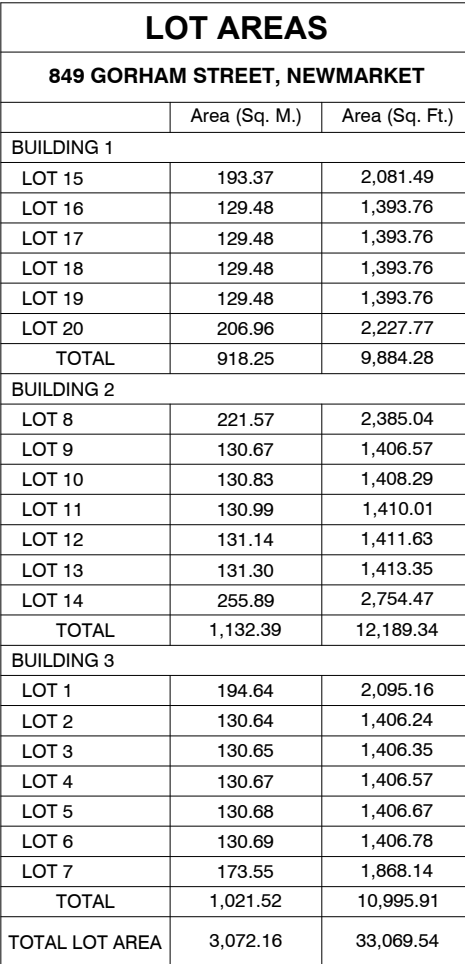 LOT AREAS
849 GORHAM STREET, NEWMARKET
Area (Sq. M.) Area (Sq. Ft.)
BUILDING 1
LOT 15 193.37 2,081.49
LOT 16 129.48 1,393.76
LOT 17 129.48 1,393.76
LOT 18 129.48 1,393.76
LOT 19 129.48 1,393.76
LOT 20 206.96 2,227.77
TOTAL 918.25 9,884.28
BUILDING 2
LOT 8 221.57 2,385.04
LOT 9 130.67 1,406.57
LOT 10 130.83 1,408.29
LOT 11 130.99 1,410.01
LOT 12 131.14 1,411.63
LOT 13 131.30 1,413.35
LOT 14 255.89 2,754.47
TOTAL 1,132.39 12,189.34
BUILDING 3
LOT 1 194.64 2,095.16
LOT 2 130.64 1,406.24
LOT 3 130.65 1,406.35
LOT 4 130.67 1,406.57
LOT 5 130.68 1,406.67
LOT 6 130.69 1,406.78
LOT 7 173.55 1,868.14
TOTAL 1,021.52 10,995.91
TOTAL LOT AREA 3,072.16 33,069.54